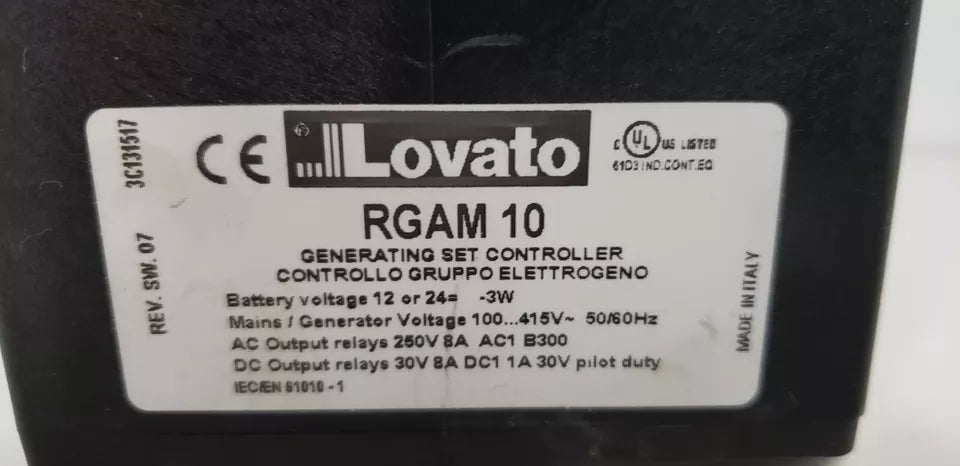 3C131517
REV. SW. 07
CE
Lovato
C UL US LISTED
61D3 IND.CONT.EQ
RGAM 10
GENERATING SET CONTROLLER
CONTROLLO GRUPPO ELETTROGENO
Battery voltage 12 or 24= -3W
Mains / Generator Voltage 100...415V~ 50/60Hz
AC Output relays 250V 8A AC1 B300
DC Output relays 30V 8A DC1 1A 30V pilot duty
IEC/EN 61010 -1
MADE IN ITALY